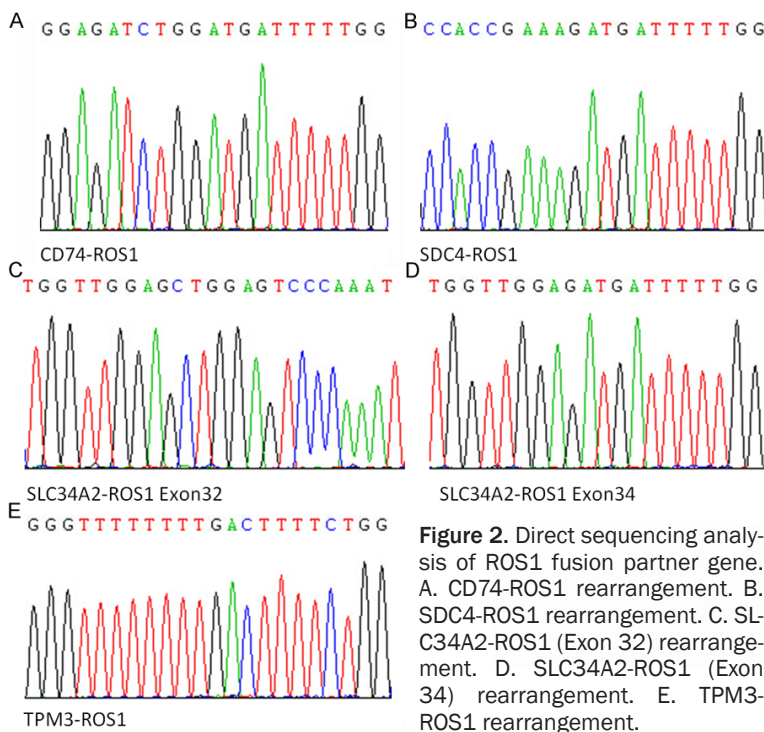 A
GGAGATCTGGATGATTTTTGG
CD74-ROS1
B
CCACCGAAAGATGATTTTTGG
SDC4-ROS1
C
TGGTTGGAGCTGGAGTCCCAAAT
SLC34A2-ROS1 Exon32
D
TGGTTGGAGATGATTTTTGG
SLC34A2-ROS1 Exon34
E
GGGTTTTTTTTGACTTTTCTGG
TPM3-ROS1
Figure 2. Direct sequencing analy-
sis of ROS1 fusion partner gene.
A. CD74-ROS1 rearrangement. B.
SDC4-ROS1 rearrangement. C. SL-
C34A2-ROS1 (Exon 32) rearrange-
ment. D. SLC34A2-ROS1 (Exon
34) rearrangement. E. TPM3-
ROS1 rearrangement.